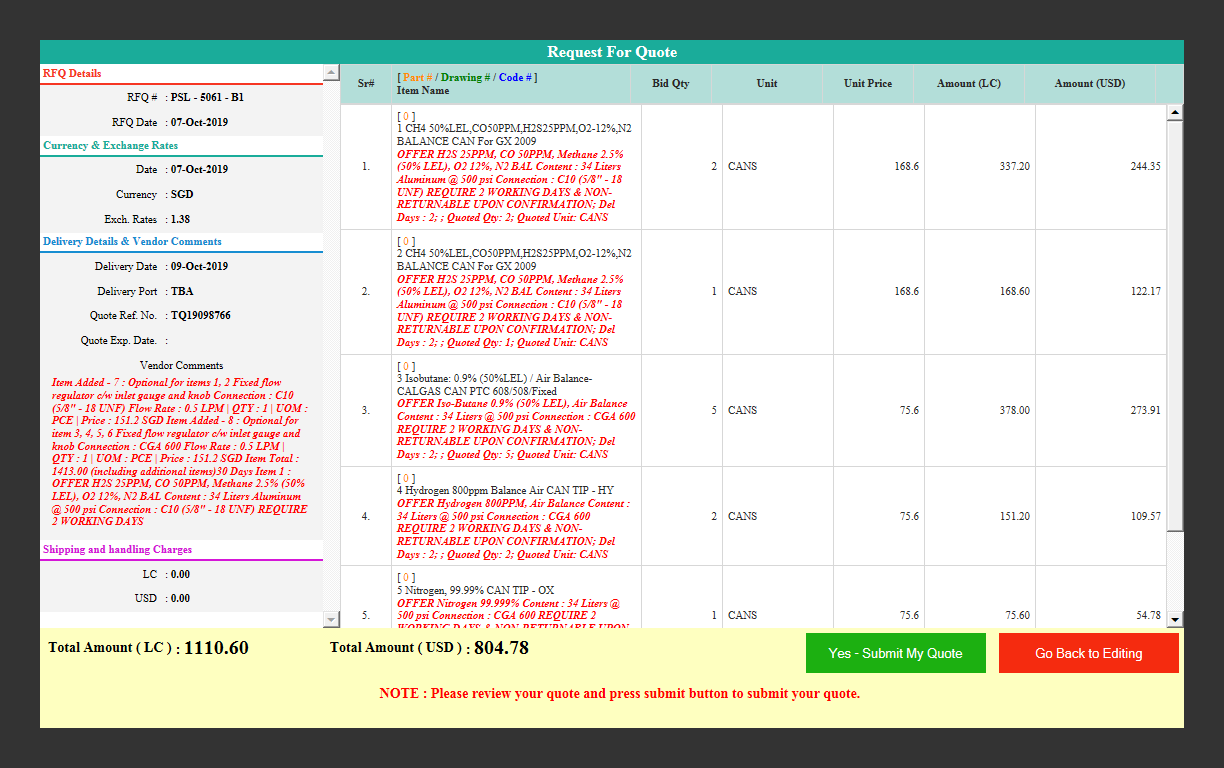 Request For Quote
RFQ Details
RFQ # : PSL - 5061 - B1
RFQ Date : 07-Oct-2019
Currency & Exchange Rates
Date : 07-Oct-2019
Currency : SGD
Exch. Rates : 1.38
Delivery Details & Vendor Comments
Delivery Date : 09-Oct-2019
Delivery Port : TBA
Quote Ref. No. : TQ19098766
Quote Exp. Date. :
Vendor Comments
Item Added - 7 : Optional for items 1, 2 Fixed flow
regulator c/w inlet gauge and knob Connection : C10
(5/8" - 18 UNF) Flow Rate : 0.5 LPM | QTY : 1 | UOM :
PCE | Price : 151.2 SGD Item Added - 8 : Optional for
item 3, 4, 5, 6 Fixed flow regulator c/w inlet gauge and
knob Connection : CGA 600 Flow Rate : 0.5 LPM |
QTY : 1 | UOM : PCE | Price : 151.2 SGD Item Total :
1413.00 (including additional items)30 Days Item 1 :
OFFER H2S 25PPM, CO 50PPM, Methane 2.5% (50%
LEL), O2 12%, N2 BAL Content : 34 Liters Aluminum
@ 500 psi Connection : C10 (5/8" - 18 UNF) REQUIRE
2 WORKING DAYS
Shipping and handling Charges
LC : 0.00
USD : 0.00
Sr# [ Part # / Drawing # / Code # ] Bid Qty Unit Unit Price Amount (LC) Amount (USD)
Item Name
[ 0 ]
1 CH4 50%LEL,CO50PPM,H2S25PPM,O2-12%,N2
BALANCE CAN For GX 2009
OFFER H2S 25PPM, CO 50PPM, Methane 2.5%
1. (50% LEL), O2 12%, N2 BAL Content : 34 Liters 2 CANS 168.6 337.20 244.35
Aluminum @ 500 psi Connection : C10 (5/8" - 18
UNF) REQUIRE 2 WORKING DAYS & NON-
RETURNABLE UPON CONFIRMATION; Del
Days : 2; ; Quoted Qty: 2; Quoted Unit: CANS
[ 0 ]
2 CH4 50%LEL,CO50PPM,H2S25PPM,O2-12%,N2
BALANCE CAN For GX 2009
OFFER H2S 25PPM, CO 50PPM, Methane 2.5%
2. (50% LEL), O2 12%, N2 BAL Content : 34 Liters 1 CANS 168.6 168.60 122.17
Aluminum @ 500 psi Connection : C10 (5/8" - 18
UNF) REQUIRE 2 WORKING DAYS & NON-
RETURNABLE UPON CONFIRMATION; Del
Days : 2; ; Quoted Qty: 1; Quoted Unit: CANS
[ 0 ]
3 Isobutane: 0.9% (50%LEL) / Air Balance-
CALGAS CAN PTC 608/508/Fixed
OFFER Iso-Butane 0.9% (50% LEL), Air Balance
3. Content : 34 Liters @ 500 psi Connection : CGA 600 5 CANS 75.6 378.00 273.91
REQUIRE 2 WORKING DAYS & NON-
RETURNABLE UPON CONFIRMATION; Del
Days : 2; ; Quoted Qty: 5; Quoted Unit: CANS
[ 0 ]
4 Hydrogen 800ppm Balance Air CAN TIP - HY
OFFER Hydrogen 800PPM, Air Balance Content :
4. 34 Liters @ 500 psi Connection : CGA 600 2 CANS 75.6 151.20 109.57
REQUIRE 2 WORKING DAYS & NON-
RETURNABLE UPON CONFIRMATION; Del
Days : 2; ; Quoted Qty: 2; Quoted Unit: CANS
[ 0 ]
5 Nitrogen, 99.99% CAN TIP - OX
OFFER Nitrogen 99.999% Content : 34 Liters @
5. 500 psi Connection : CGA 600 REQUIRE 2 1 CANS 75.6 75.60 54.78
WORKING DAYS & NON-RETURNABLE UPON
Total Amount ( LC ) : 1110.60 Total Amount ( USD ) : 804.78 Yes - Submit My Quote Go Back to Editing
NOTE : Please review your quote and press submit button to submit your quote.